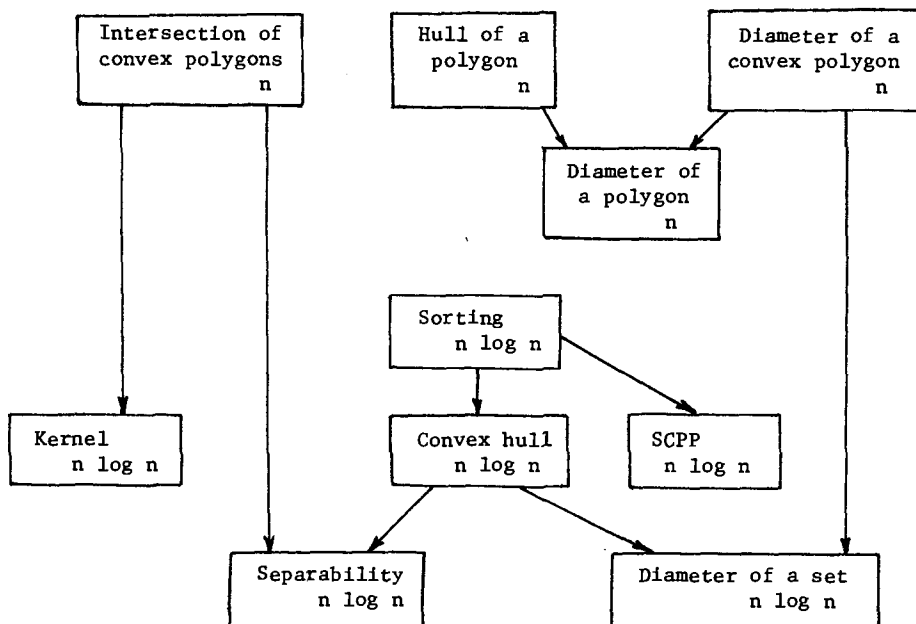 Intersection of
convex polygons
n
Hull of a
polygon
n
Diameter of a
convex polygon
n
Diameter of
a polygon
n
Sorting
n log n
Kernel
n log n
Convex hull
n log n
SCPP
n log n
Separability
n log n
Diameter of a set
n log n